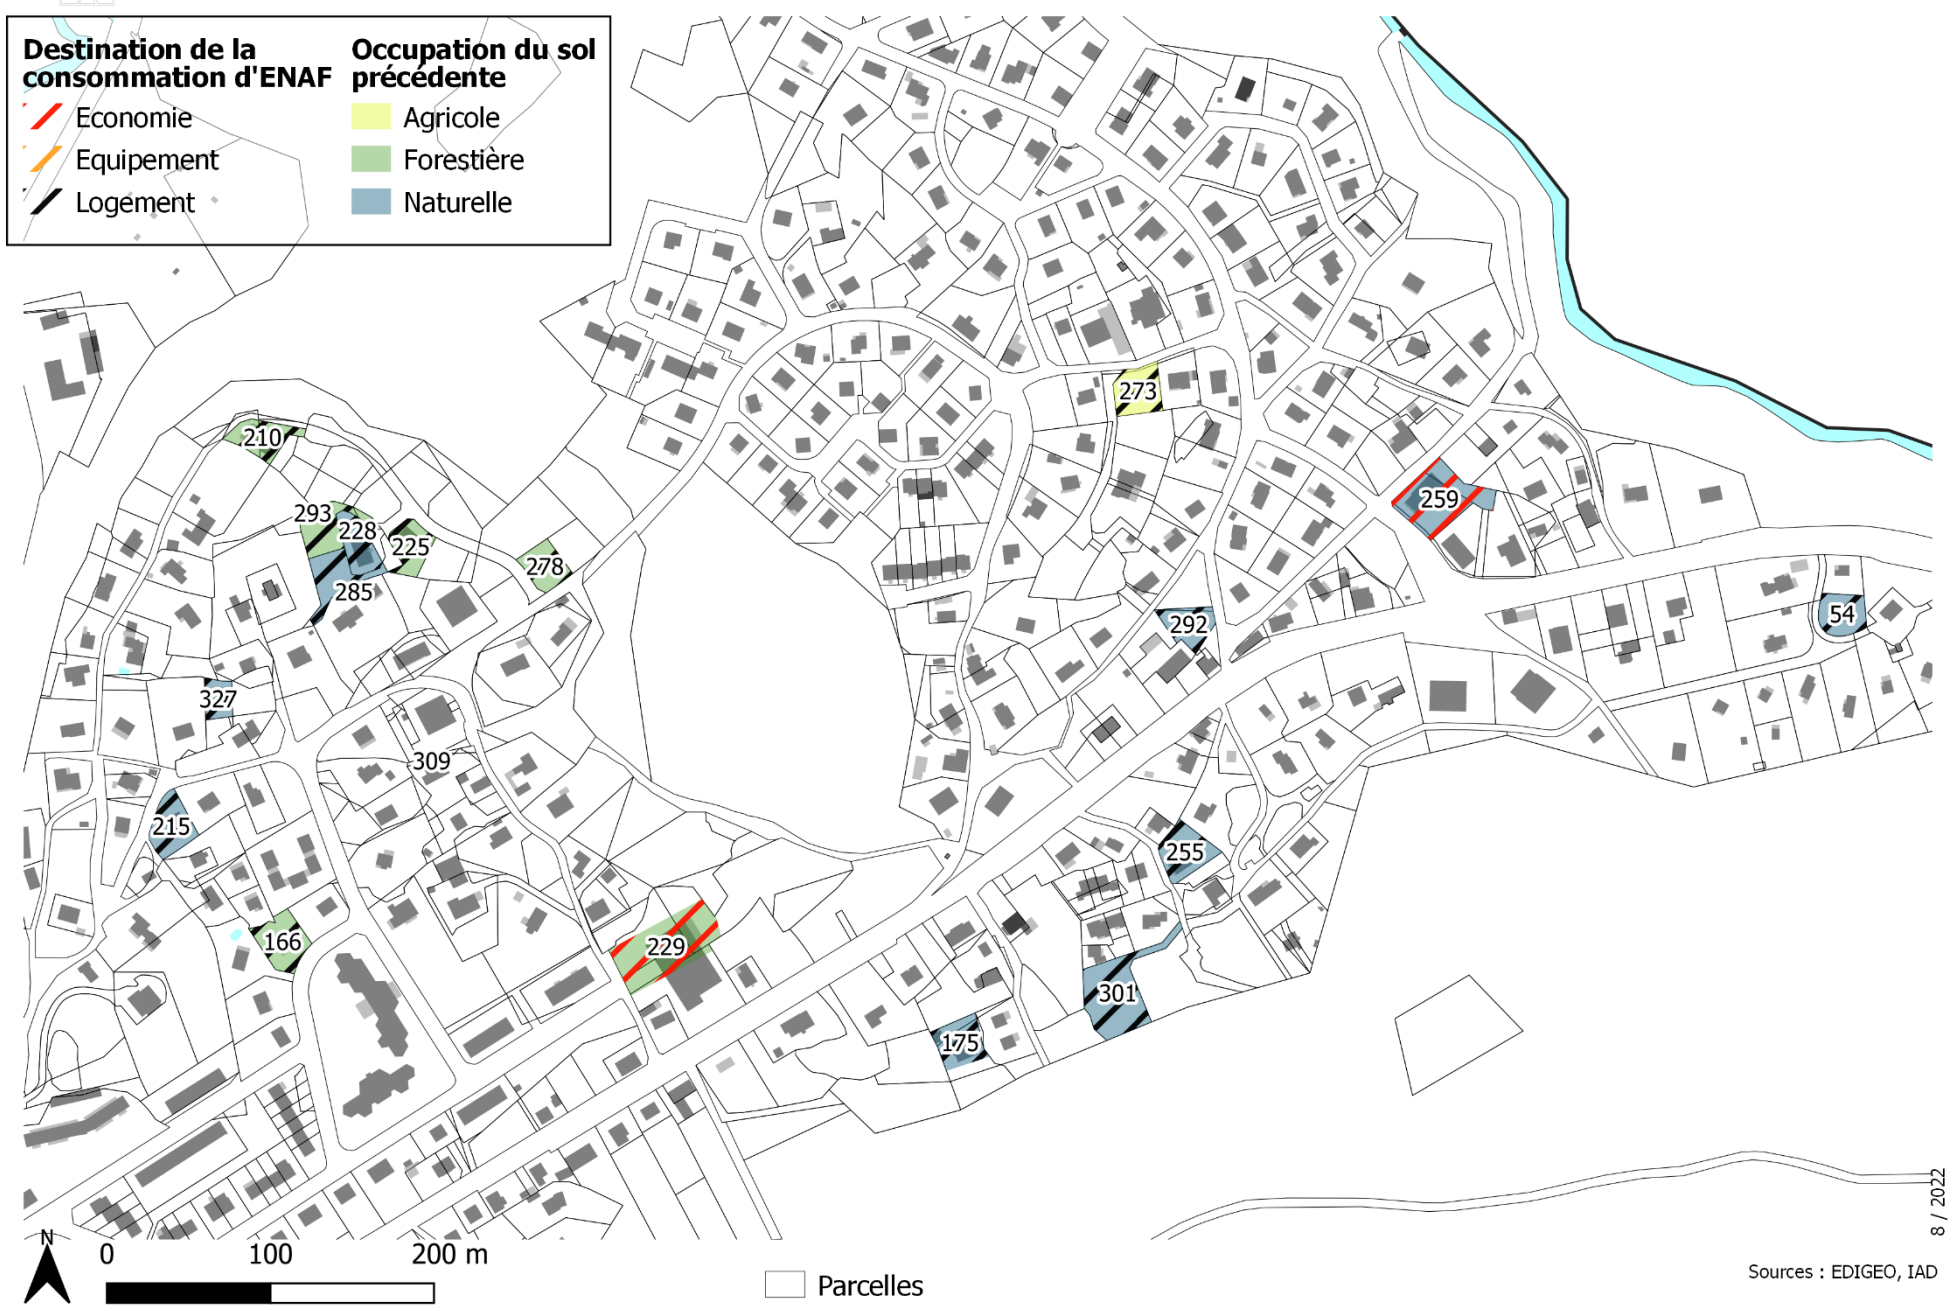 Destination de la
consommation d'ENAF
Economie
Equipement
Logement
Occupation du sol
précédente
Agricole
Forestière
Naturelle
273
210
293
228
225
278
285
259
292
54
327
309
215
255
166
229
301
175
N
0 100 200 m
Parcelles
8 / 2022
Sources : EDIGEO, IAD